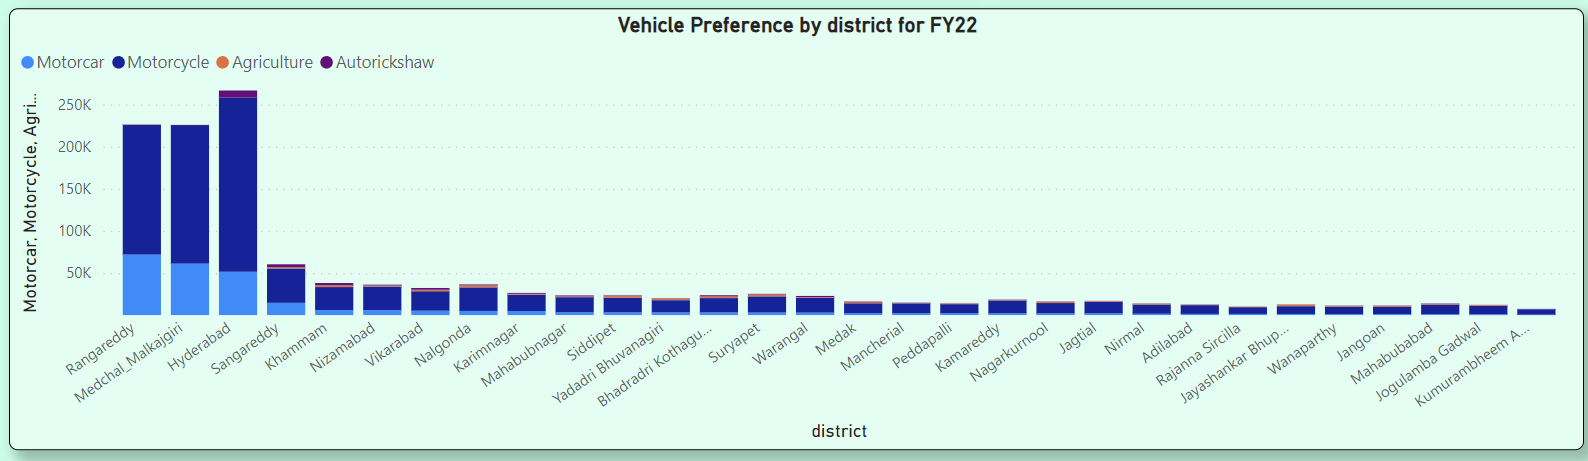 Vehicle Preference by district for FY22
Motorcar Motorcycle Agriculture Autorickshaw
Motorcar, Motorcycle, Agri...
250K
200K
150K
100K
50K
Rangareddy
Medchal_Malkajgiri
Hyderabad
Sangareddy
Khammam
Nizamabad
Vikarabad
Nalgonda
Karimnagar
Mahabubnagar
Siddipet
Yadadri Bhuvanagiri
Bhadradri Kothagu...
Suryapet
Warangal
Medak
Mancherial
Peddapalli
Kamareddy
Nagarkurnool
Jagtial
Nirmal
Adilabad
Rajanna Sircilla
Jayashankar Bhup...
Wanaparthy
Jangoan
Mahabubabad
Jogulamba Gadwal
Kumurambheem A...
district